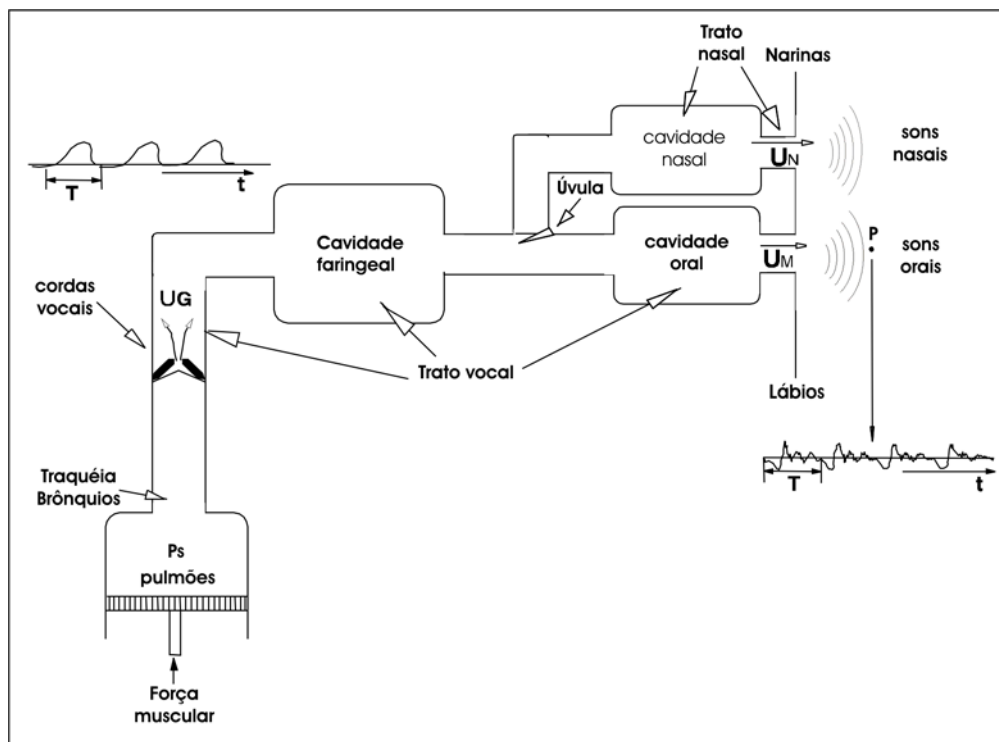 Trato
nasal
Narinas
cavidade
nasal
UN
sons
nasais
T
t
Úvula
Cavidade
faringeal
cavidade
oral
UM
P
sons
orais
cordas
vocais
UG
Trato vocal
Lábios
T
t
Traquéia
Brônquios
Ps
pulmões
Força
muscular